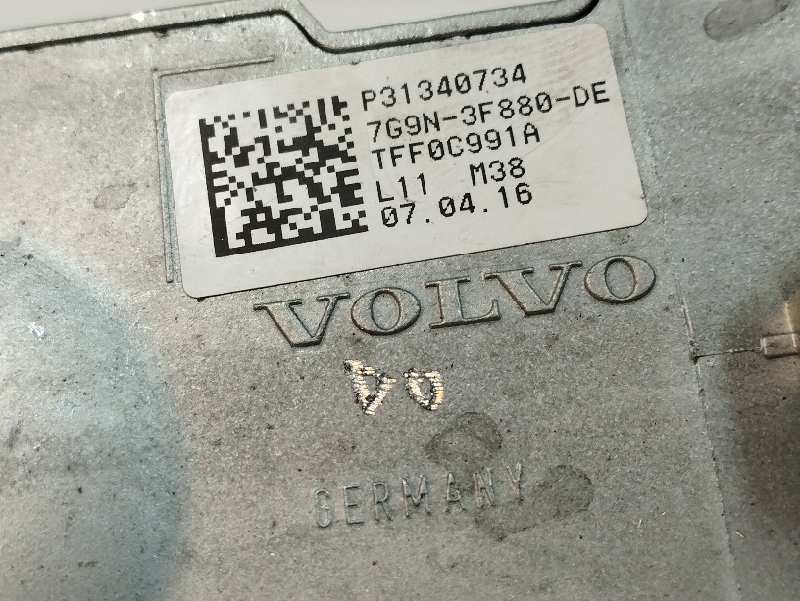 P31340734
7G9N-3F880-DE
TFF0C991A
L11 M38
07.04.16
VOLVO
GERMANY